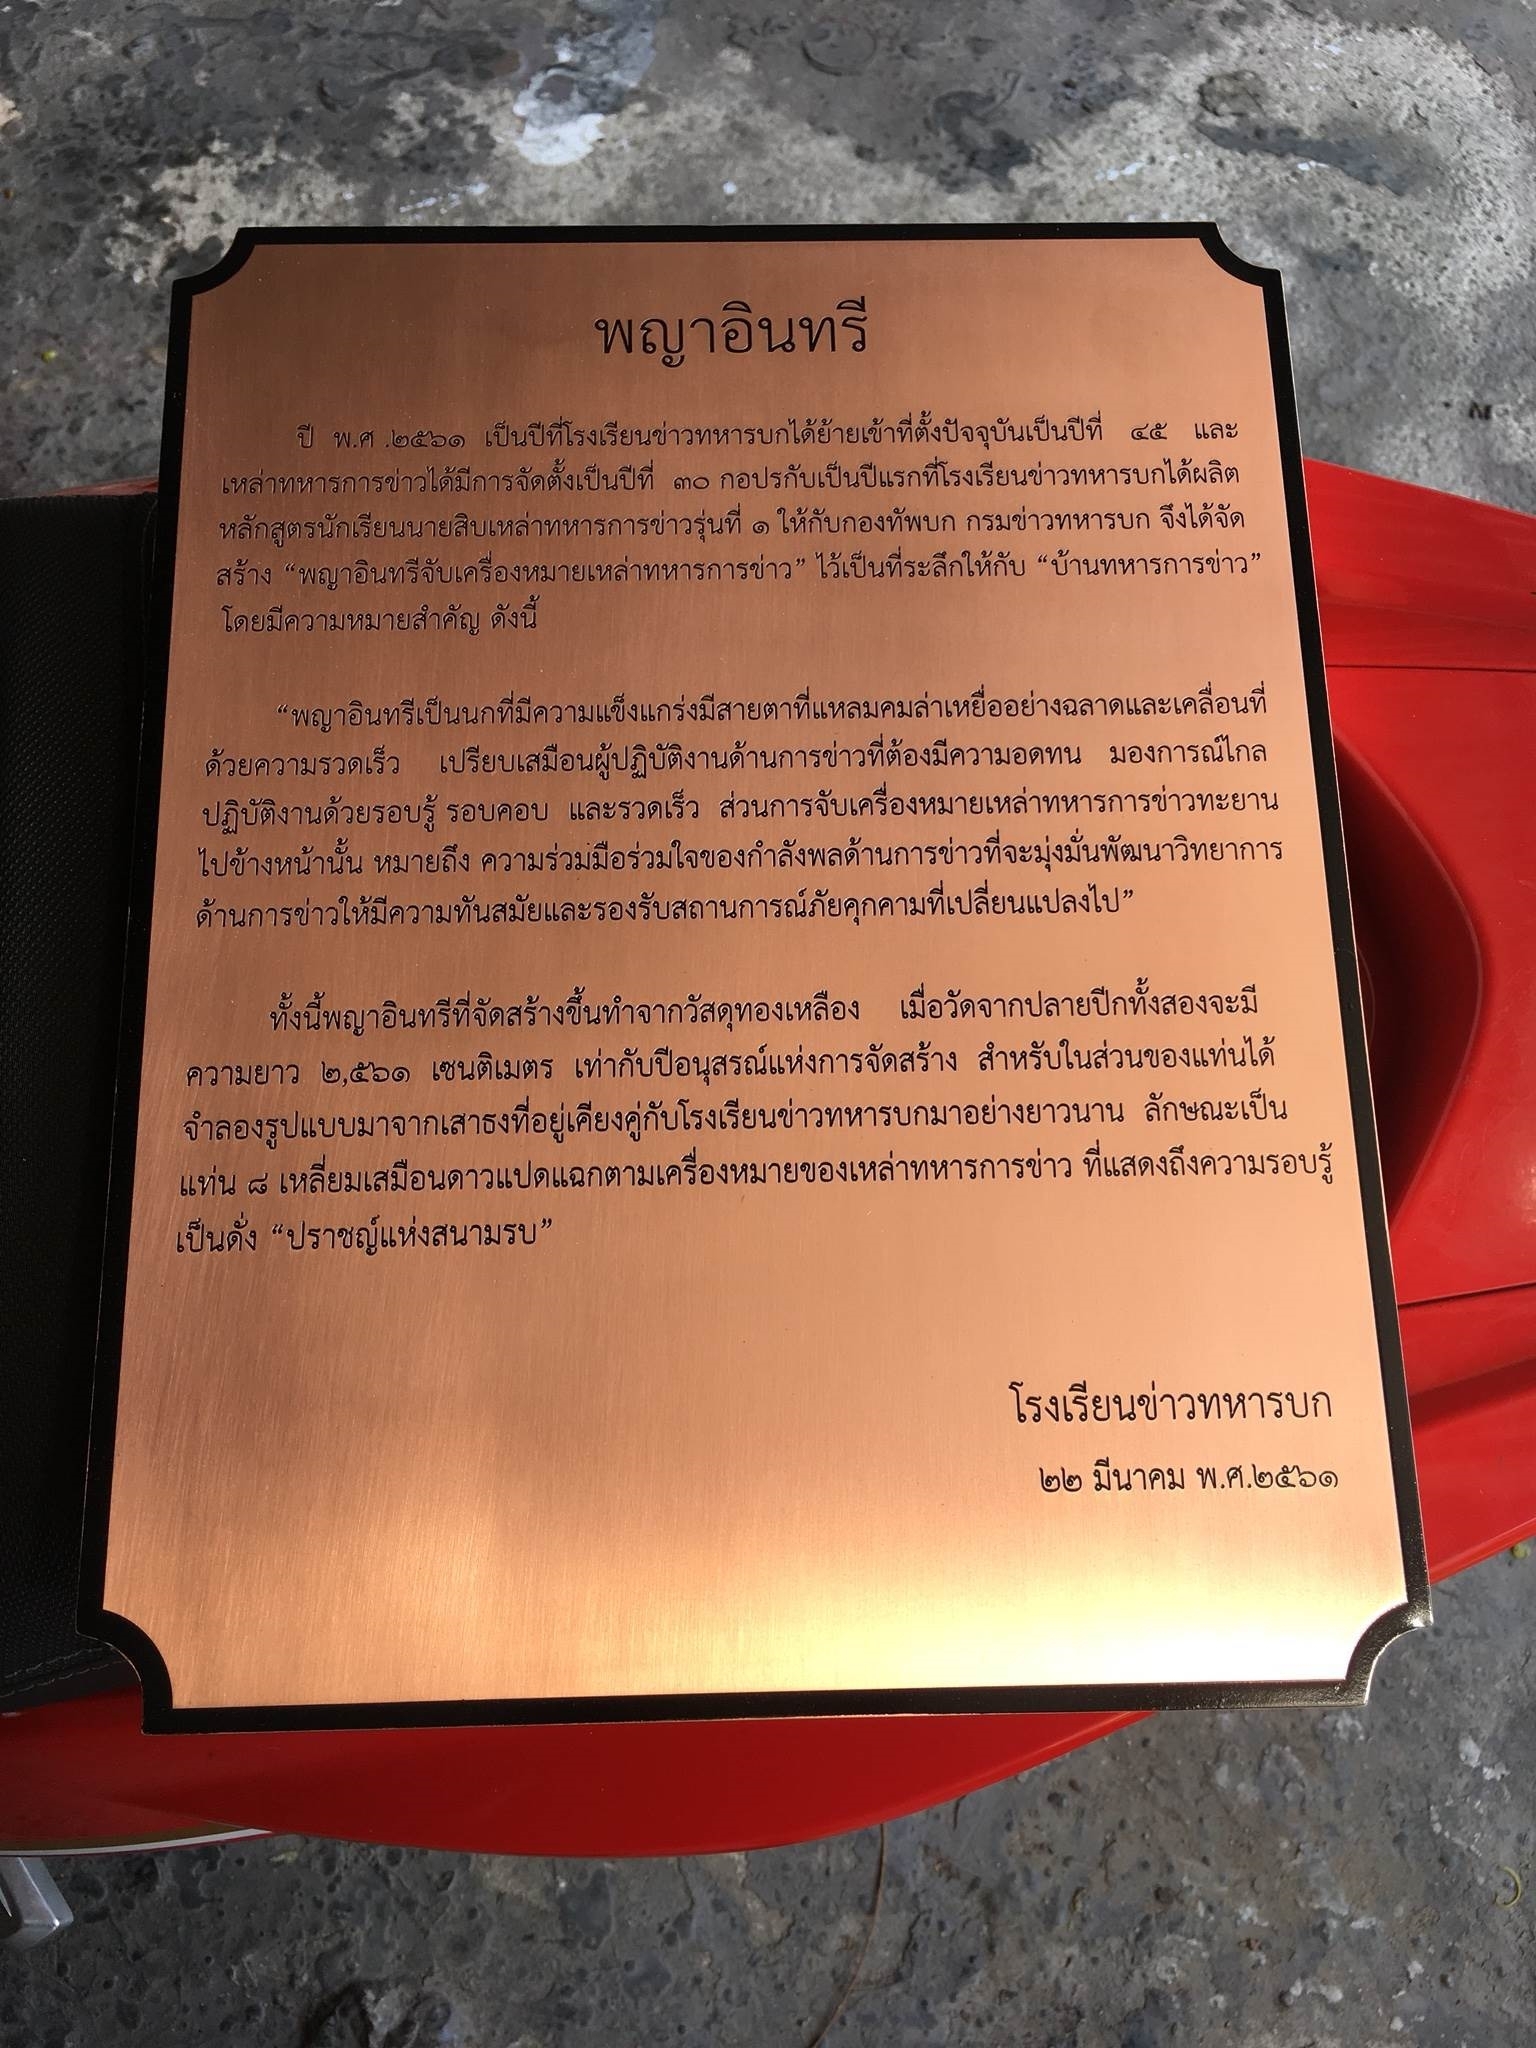 พญาอินทรี
ปี พ.ศ .๒๕๖๑ เป็นปีที่โรงเรียนข่าวทหารบกได้ย้ายเข้าที่ตั้งปัจจุบันเป็นปีที่ ๔๕ และ
เหล่าทหารการข่าวได้มีการจัดตั้งเป็นปีที่ ๓๐ กอปรกับเป็นปีแรกที่โรงเรียนข่าวทหารบกได้ผลิต
หลักสูตรนักเรียนนายสิบเหล่าทหารการข่าวรุ่นที่ ๑ ให้กับกองทัพบก กรมข่าวทหารบก จึงได้จัด
สร้าง “พญาอินทรีจับเครื่องหมายเหล่าทหารการข่าว” ไว้เป็นที่ระลึกให้กับ “บ้านทหารการข่าว”
โดยมีความหมายสำคัญ ดังนี้
“พญาอินทรีเป็นนกที่มีความแข็งแกร่งมีสายตาที่แหลมคมล่าเหยื่ออย่างฉลาดและเคลื่อนที่
ด้วยความรวดเร็ว เปรียบเสมือนผู้ปฏิบัติงานด้านการข่าวที่ต้องมีความอดทน มองการณ์ไกล
ปฏิบัติงานด้วยรอบรู้ รอบคอบ และรวดเร็ว ส่วนการจับเครื่องหมายเหล่าทหารการข่าวทะยาน
ไปข้างหน้านั้น หมายถึง ความร่วมมือร่วมใจของกำลังพลด้านการข่าวที่จะมุ่งมั่นพัฒนาวิทยาการ
ด้านการข่าวให้มีความทันสมัยและรองรับสถานการณ์ภัยคุกคามที่เปลี่ยนแปลงไป”
ทั้งนี้พญาอินทรีที่จัดสร้างขึ้นทำจากวัสดุทองเหลือง เมื่อวัดจากปลายปีกทั้งสองจะมี
ความยาว ๒,๕๖๑ เซนติเมตร เท่ากับปีอนุสรณ์แห่งการจัดสร้าง สำหรับในส่วนของแท่นได้
จำลองรูปแบบมาจากเสาธงที่อยู่เคียงคู่กับโรงเรียนข่าวทหารบกมาอย่างยาวนาน ลักษณะเป็น
แท่น ๘ เหลี่ยมเสมือนดาวแปดแฉกตามเครื่องหมายของเหล่าทหารการข่าว ที่แสดงถึงความรอบรู้
เป็นดั่ง “ปราชญ์แห่งสนามรบ”
โรงเรียนข่าวทหารบก
๒๒ มีนาคม พ.ศ.๒๕๖๑